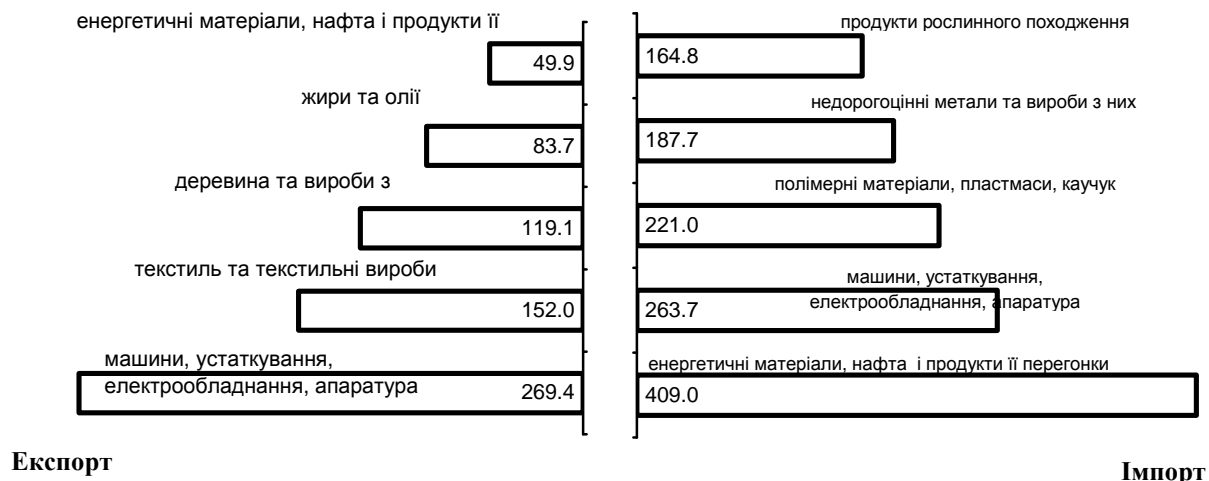 енергетичні матеріали, нафта і продукти її
49.9
жири та олії
83.7
деревина та вироби з
119.1
текстиль та текстильні вироби
152.0
машини, устаткування,
електрообладнання, апаратура
269.4
Експорт
продукти рослинного походження
164.8
недорогоцінні метали та вироби з них
187.7
полімерні матеріали, пластмаси, каучук
221.0
машини, устаткування,
електрообладнання, апаратура
263.7
енергетичні матеріали, нафта і продукти її перегонки
409.0
Імпорт